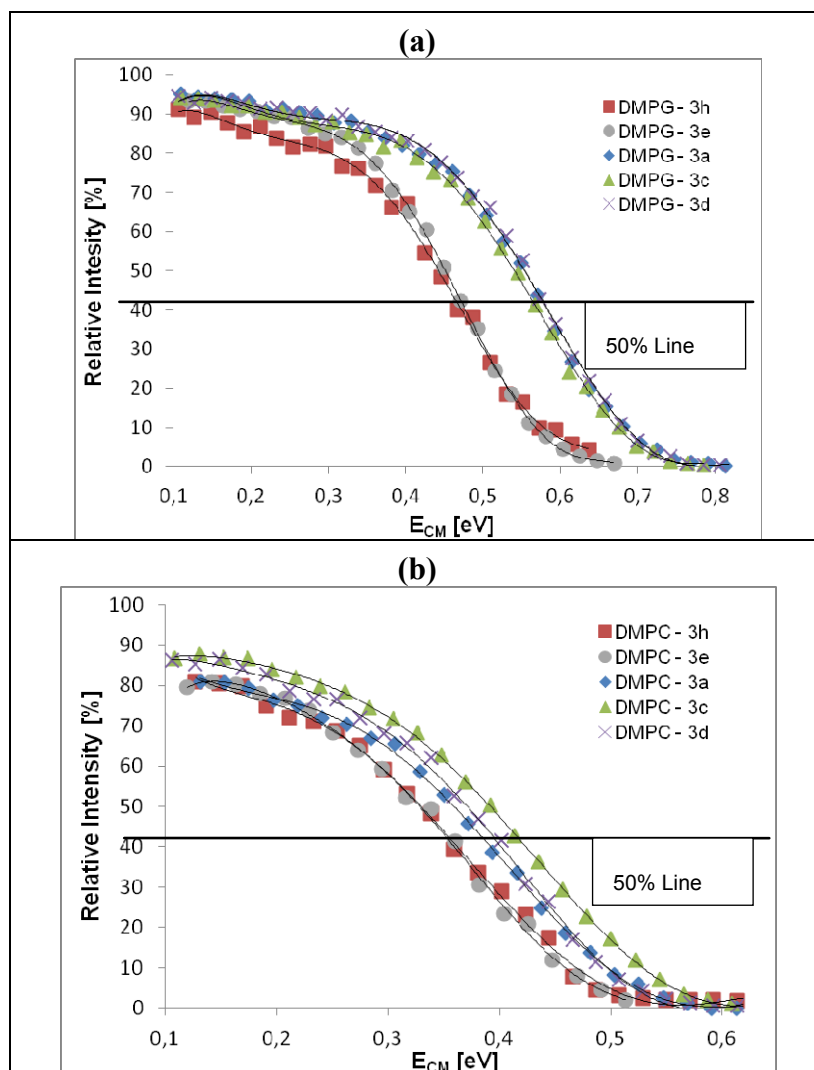 (a)
100
90
80
70
60
50
40
30
20
10
0
Relative Intesity [%]
DMPG - 3h
DMPG - 3e
DMPG - 3a
DMPG - 3c
DMPG - 3d
50% Line
0,1 0,2 0,3 0,4 0,5 0,6 0,7 0,8
ECM [eV]
(b)
100
90
80
70
60
50
40
30
20
10
0
Relative Intensity [%]
DMPC - 3h
DMPC - 3e
DMPC - 3a
DMPC - 3c
DMPC - 3d
50% Line
0,1 0,2 0,3 0,4 0,5 0,6
ECM [eV]